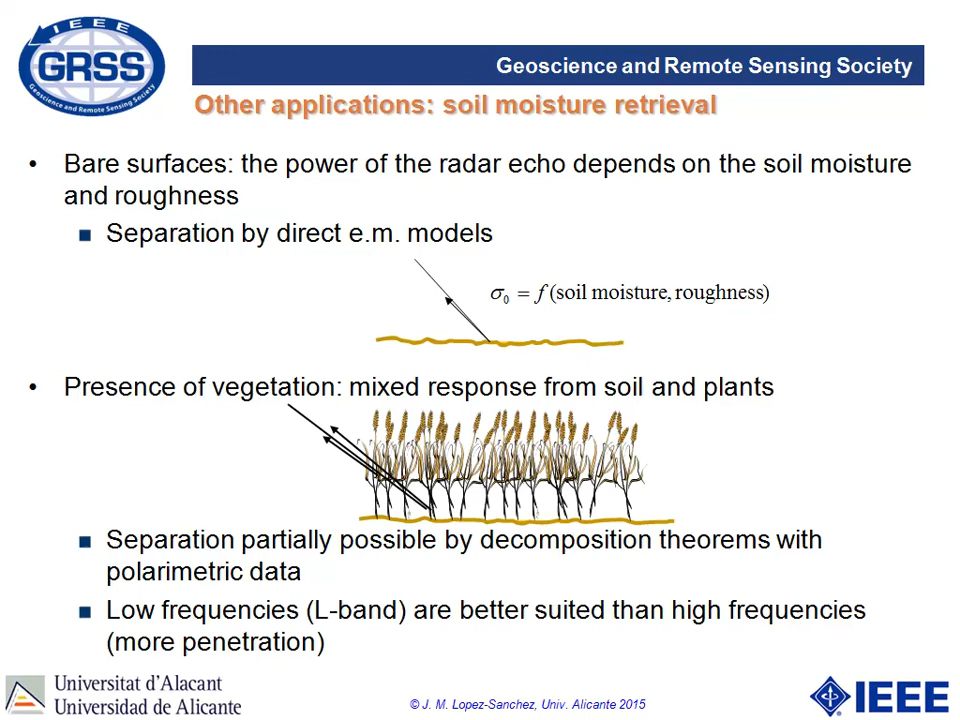 IEEE
GRSS
Geoscience and Remote Sensing Society
Geoscience and Remote Sensing Society
Other applications: soil moisture retrieval
• Bare surfaces: the power of the radar echo depends on the soil moisture
and roughness
■ Separation by direct e.m. models
σ₀ = f(soil moisture, roughness)
• Presence of vegetation: mixed response from soil and plants
■ Separation partially possible by decomposition theorems with
polarimetric data
■ Low frequencies (L-band) are better suited than high frequencies
(more penetration)
Universitat d'Alacant
Universidad de Alicante
© J. M. Lopez-Sanchez, Univ. Alicante 2015
IEEE